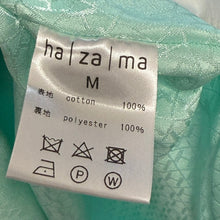 ha|za|ma
M
表地 cotton 100%
裏地 polyester 100%
P W